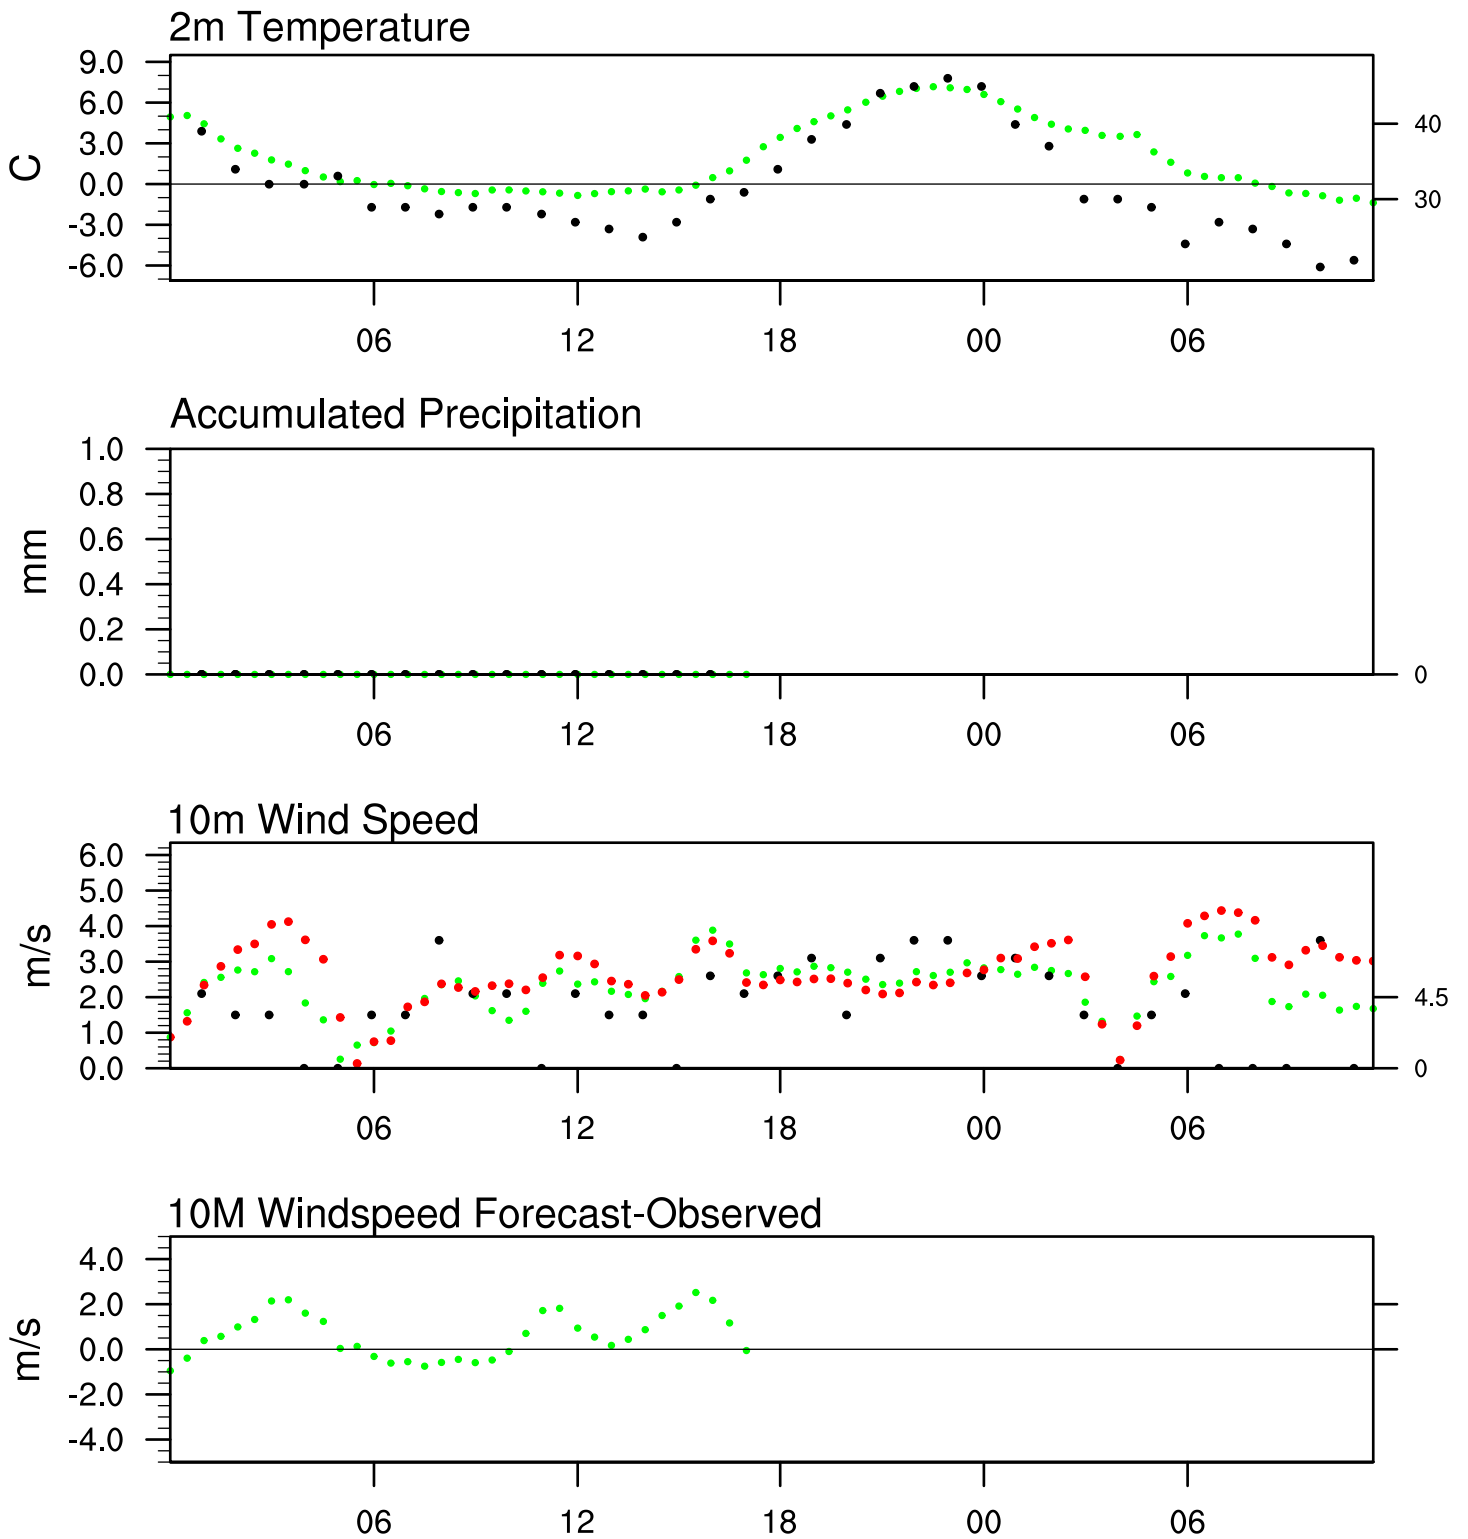 2m Temperature
9.0
6.0
3.0
0.0
-3.0
-6.0
C
40
30
06 12 18 00 06
Accumulated Precipitation
1.0
0.8
0.6
0.4
0.2
0.0
mm
0
06 12 18 00 06
10m Wind Speed
6.0
5.0
4.0
3.0
2.0
1.0
0.0
m/s
4.5
0
06 12 18 00 06
10M Windspeed Forecast-Observed
4.0
2.0
0.0
-2.0
-4.0
m/s
06 12 18 00 06